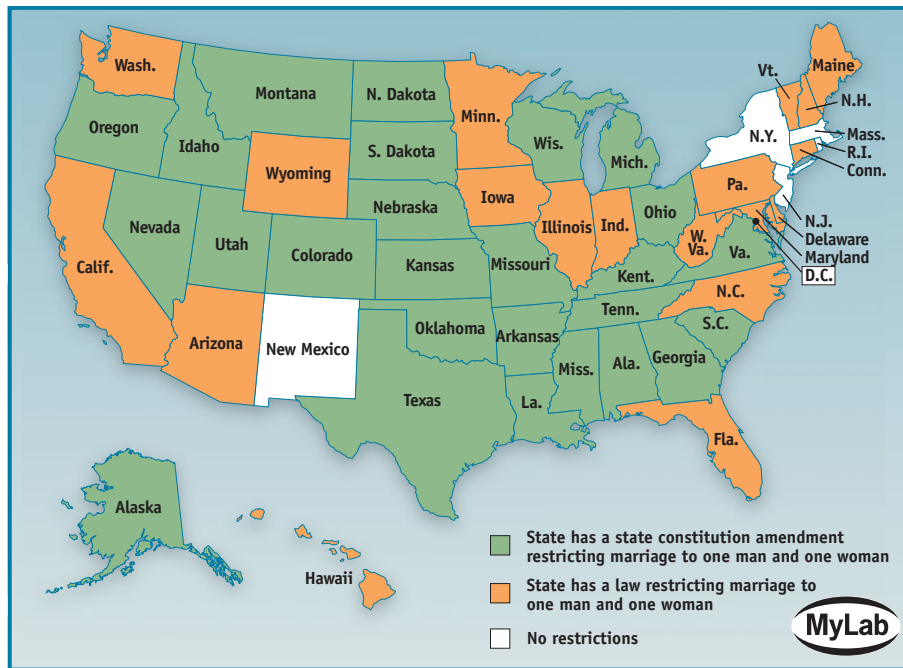 Wash.
Montana
N. Dakota
Minn.
Vt.
Maine
N.H.
Oregon
Idaho
S. Dakota
Wis.
Mich.
N.Y.
Mass.
R.I.
Conn.
Wyoming
Iowa
Nebraska
Illinois
Ind.
Ohio
Pa.
N.J.
Delaware
Maryland
D.C.
Nevada
Utah
Colorado
Kansas
Missouri
W.
Va.
Va.
Kent.
Calif.
Arizona
New Mexico
Oklahoma
Arkansas
Tenn.
N.C.
S.C.
Texas
La.
Miss.
Ala.
Georgia
Fla.
Alaska
Hawaii
State has a state constitution amendment
restricting marriage to one man and one woman
State has a law restricting marriage to
one man and one woman
No restrictions
MyLab